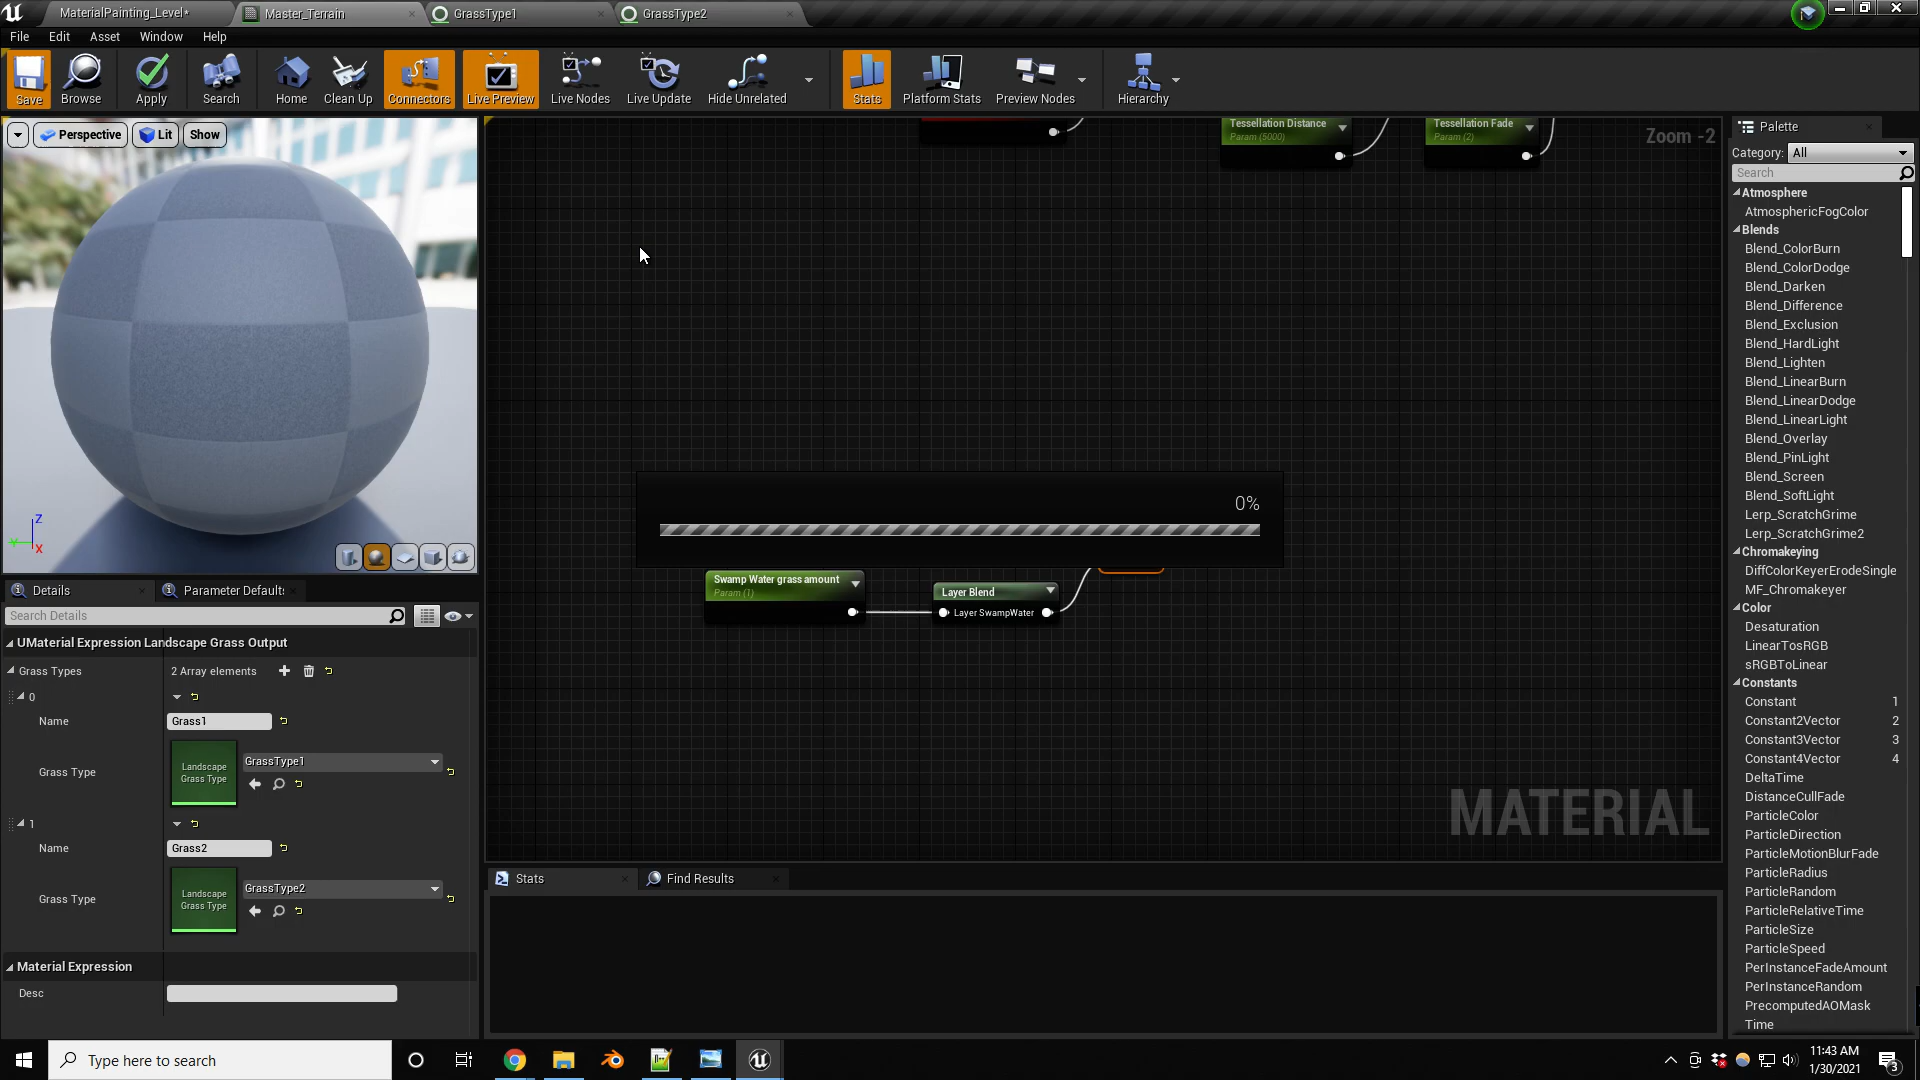 MaterialPainting_Level*
Master_Terrain
GrassType1
GrassType2
File
Edit
Asset
Window
Help
Save
Browse
Apply
Search
Home
Clean Up
Connectors
Live Preview
Live Nodes
Live Update
Hide Unrelated
Stats
Platform Stats
Preview Nodes
Hierarchy
Perspective
Lit
Show
Z
Y
X
Tessellation Distance
Param (5000)
Tessellation Fade
Param (2)
Zoom -2
0%
Swamp Water grass amount
Param (1)
Layer Blend
Layer SwampWater
MATERIAL
Details
Parameter Defaults
Search Details
UMaterial Expression Landscape Grass Output
Grass Types
2 Array elements
0
Name
Grass1
Grass Type
Landscape
Grass Type
GrassType1
1
Name
Grass2
Grass Type
Landscape
Grass Type
GrassType2
Material Expression
Desc
Stats
Find Results
Palette
Category:
All
Search
Atmosphere
AtmosphericFogColor
Blends
Blend_ColorBurn
Blend_ColorDodge
Blend_Darken
Blend_Difference
Blend_Exclusion
Blend_HardLight
Blend_Lighten
Blend_LinearBurn
Blend_LinearDodge
Blend_LinearLight
Blend_Overlay
Blend_PinLight
Blend_Screen
Blend_SoftLight
Lerp_ScratchGrime
Lerp_ScratchGrime2
Chromakeying
DiffColorKeyerErodeSingle
MF_Chromakeyer
Color
Desaturation
LinearTosRGB
sRGBToLinear
Constants
Constant 1
Constant2Vector 2
Constant3Vector 3
Constant4Vector 4
DeltaTime
DistanceCullFade
ParticleColor
ParticleDirection
ParticleMotionBlurFade
ParticleRadius
ParticleRandom
ParticleRelativeTime
ParticleSize
ParticleSpeed
PerInstanceFadeAmount
PerInstanceRandom
PrecomputedAOMask
Time
Type here to search
11:43 AM
1/30/2021
3